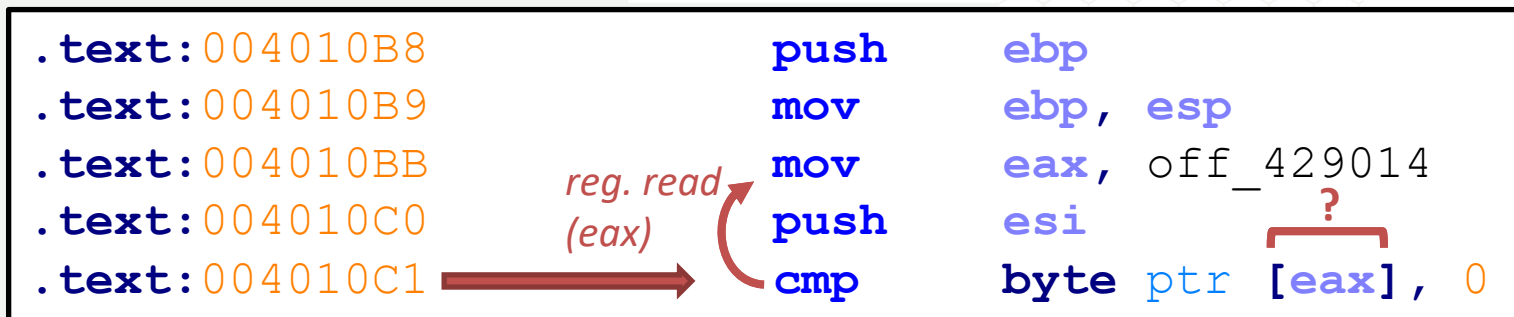 .text:004010B8 push ebp
.text:004010B9 mov ebp, esp
.text:004010BB mov eax, off_429014
reg. read
(eax)
?
.text:004010C0 push esi
.text:004010C1 cmp byte ptr [eax], 0